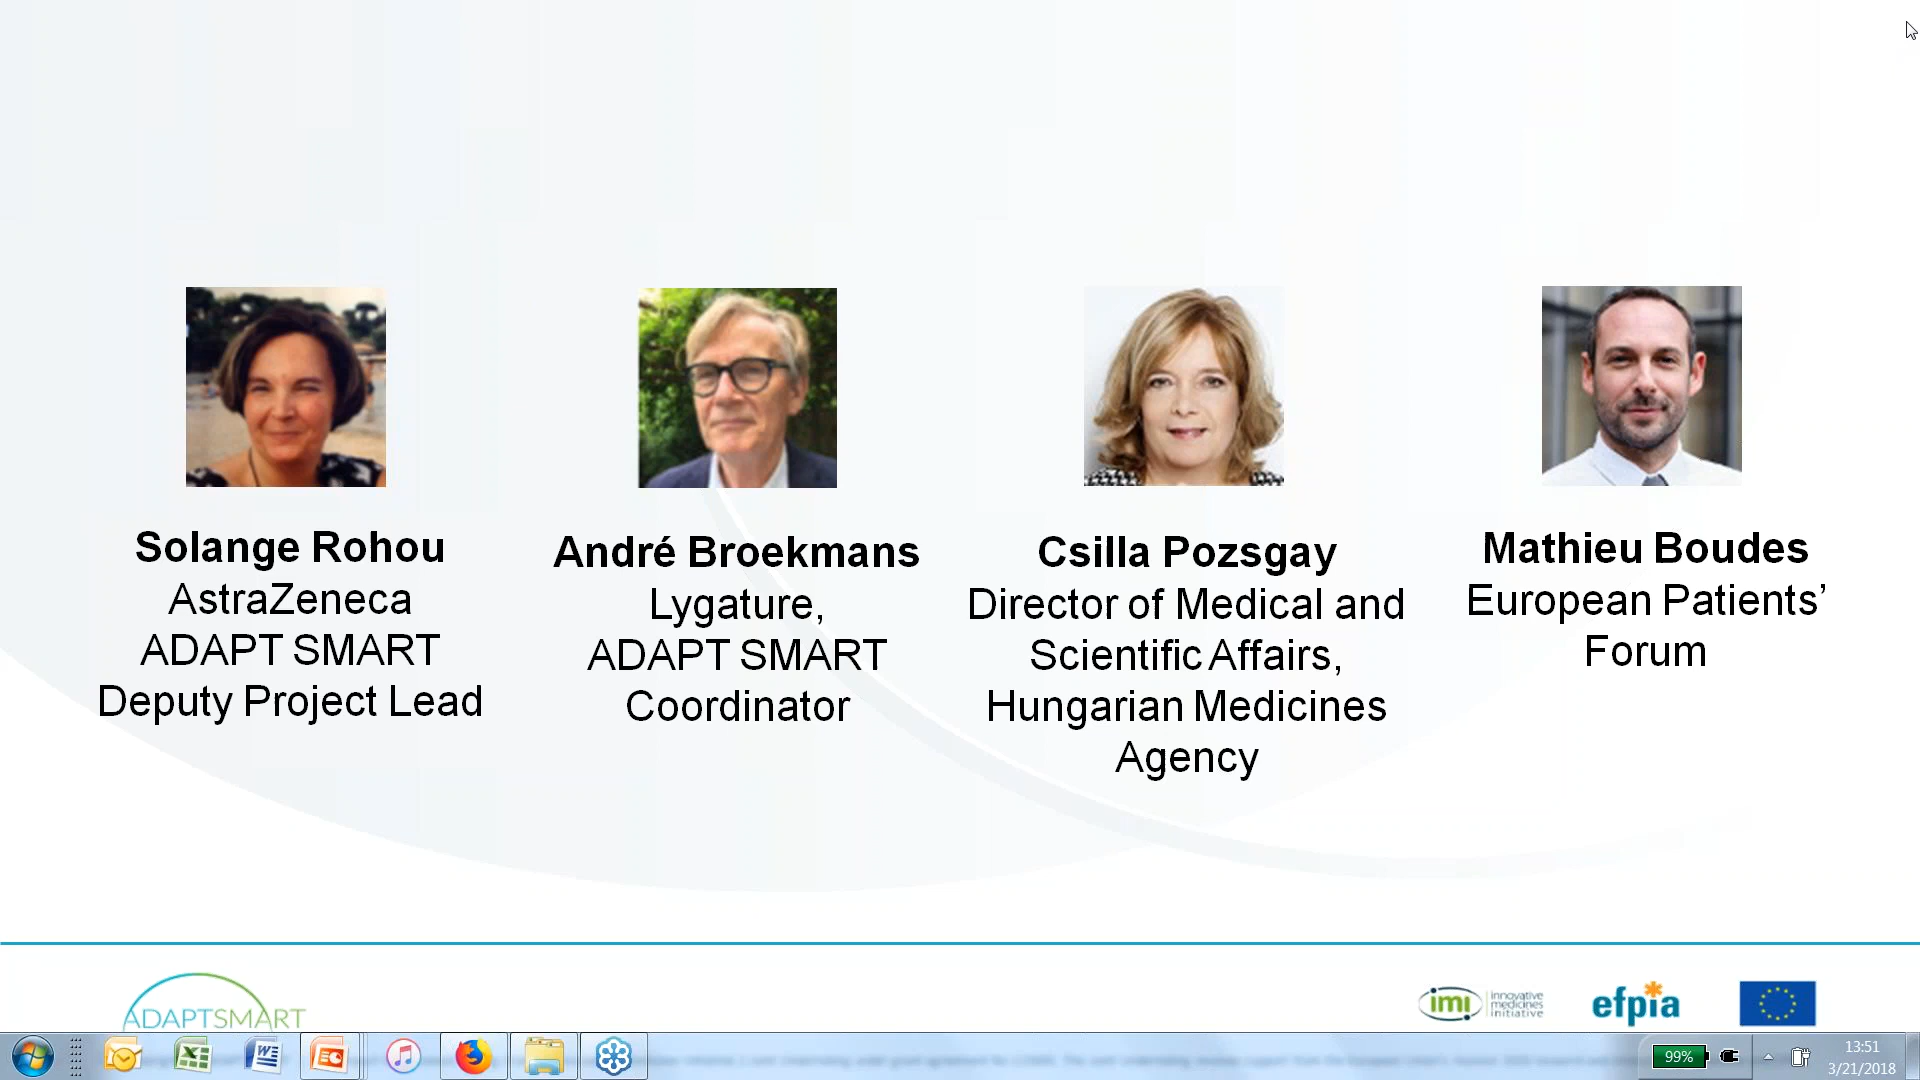 Solange Rohou
AstraZeneca
ADAPT SMART
Deputy Project Lead
André Broekmans
Lygature,
ADAPT SMART
Coordinator
Csilla Pozsgay
Director of Medical and
Scientific Affairs,
Hungarian Medicines
Agency
Mathieu Boudes
European Patients’
Forum
ADAPTSMART
imi innovative
medicines
initiative
efpia
99%
13:51
3/21/2018